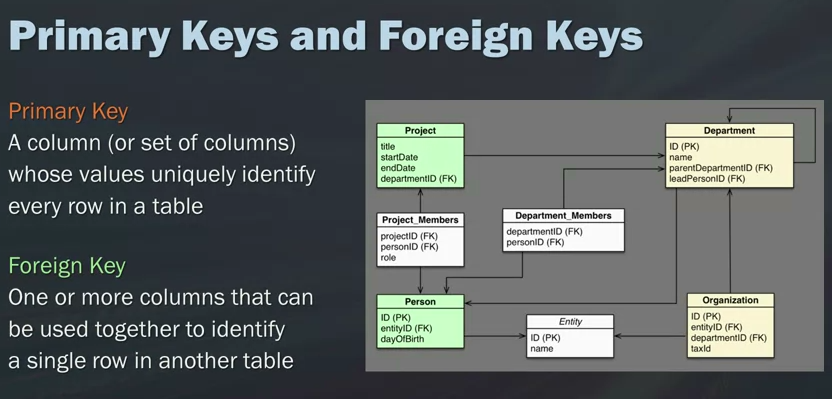 Primary Keys and Foreign Keys
Primary Key
A column (or set of columns)
whose values uniquely identify
every row in a table
Foreign Key
One or more columns that can
be used together to identify
a single row in another table
Project
title
startDate
endDate
departmentID (FK)
Department
ID (PK)
name
parentDepartmentID (FK)
leadPersonID (FK)
Project_Members
projectID (FK)
personID (FK)
role
Department_Members
departmentID (FK)
personID (FK)
Person
ID (PK)
entityID (FK)
dayOfBirth
Entity
ID (PK)
name
Organization
ID (PK)
entityID (FK)
departmentID (FK)
taxId